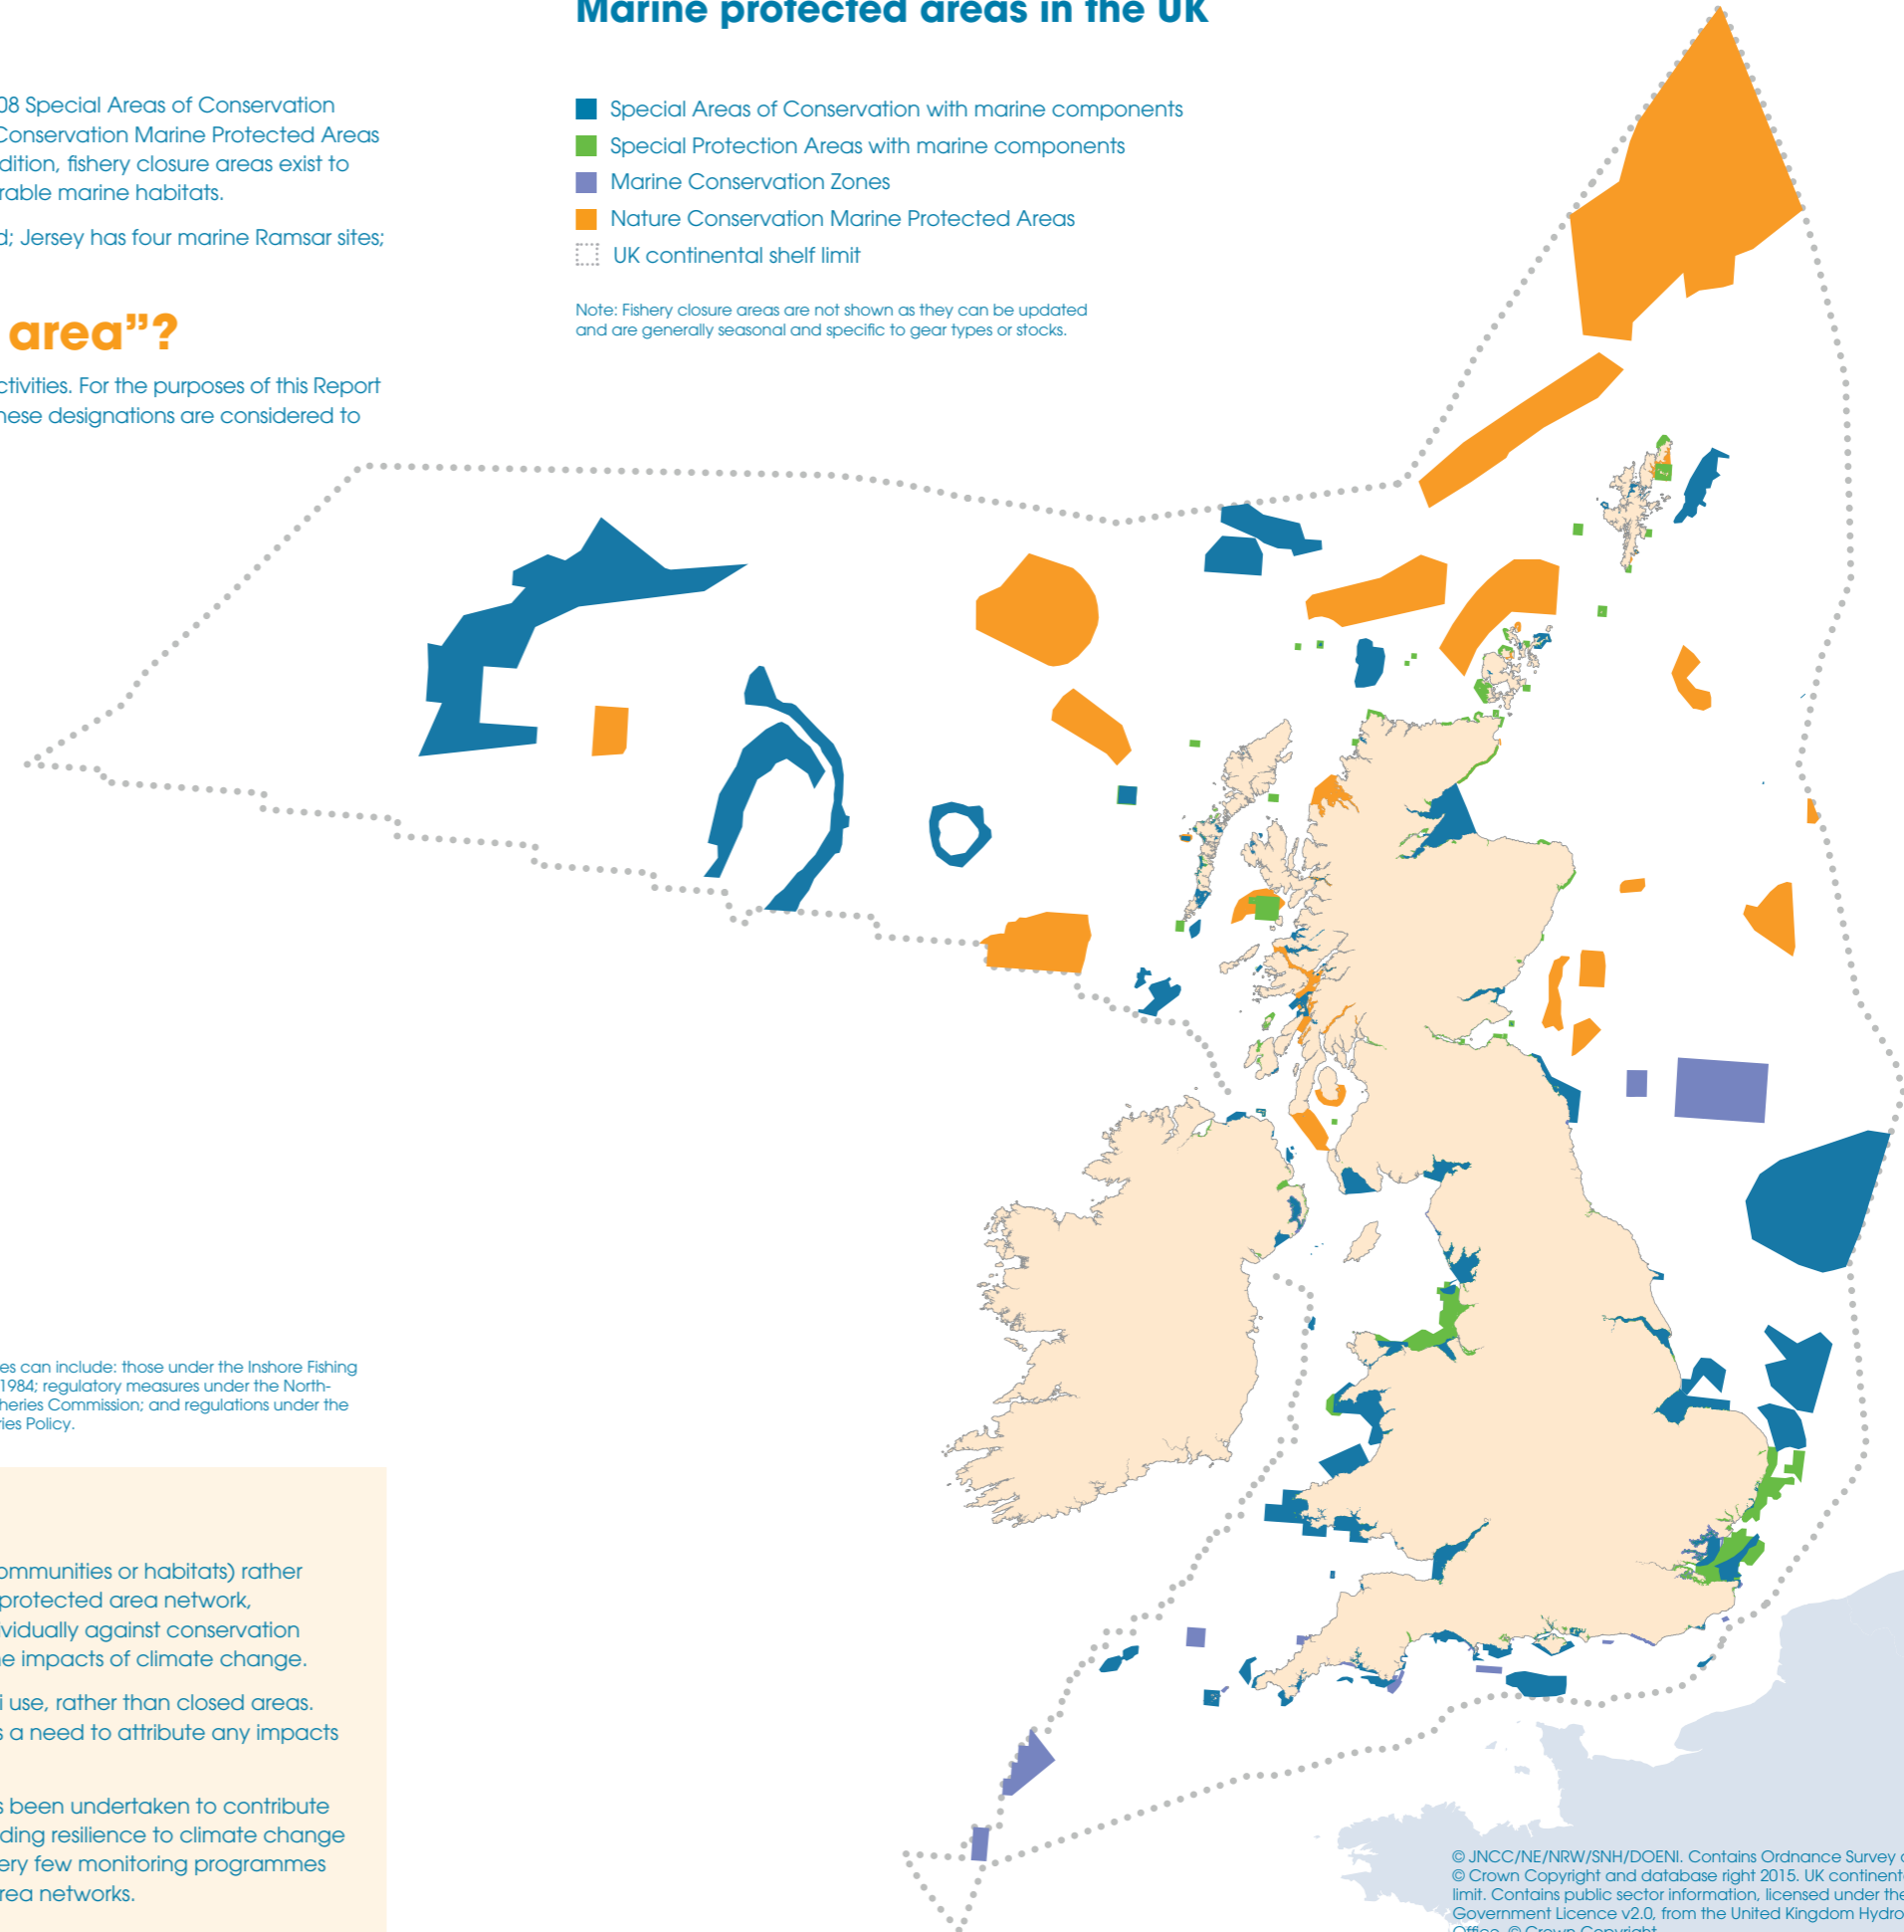 Marine protected areas in the UK
08 Special Areas of Conservation
Conservation Marine Protected Areas
dition, fishery closure areas exist to
rable marine habitats.
d; Jersey has four marine Ramsar sites;
area”?
ctivities. For the purposes of this Report
hese designations are considered to
Special Areas of Conservation with marine components
Special Protection Areas with marine components
Marine Conservation Zones
Nature Conservation Marine Protected Areas
UK continental shelf limit
Note: Fishery closure areas are not shown as they can be updated
and are generally seasonal and specific to gear types or stocks.
es can include: those under the Inshore Fishing
1984; regulatory measures under the North-
heries Commission; and regulations under the
ries Policy.
ommunities or habitats) rather
protected area network,
ividually against conservation
he impacts of climate change.
i use, rather than closed areas.
s a need to attribute any impacts
s been undertaken to contribute
ding resilience to climate change
ery few monitoring programmes
rea networks.
© JNCC/NE/NRW/SNH/DOENI. Contains Ordnance Survey
© Crown Copyright and database right 2015. UK continent
limit. Contains public sector information, licensed under the
Government Licence v2.0, from the United Kingdom Hydro
Office. © Crown Copyright